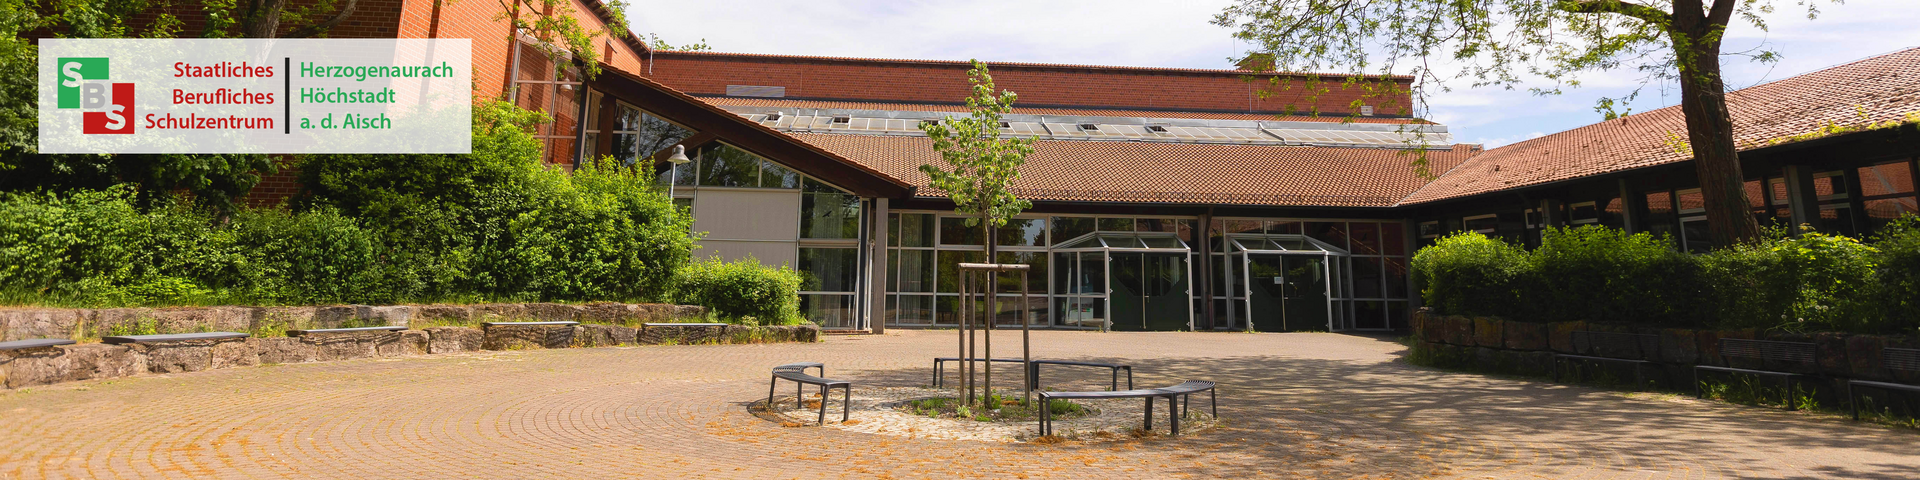 SBS
Staatliches
Berufliches
Schulzentrum
Herzogenaurach
Höchstadt
a. d. Aisch